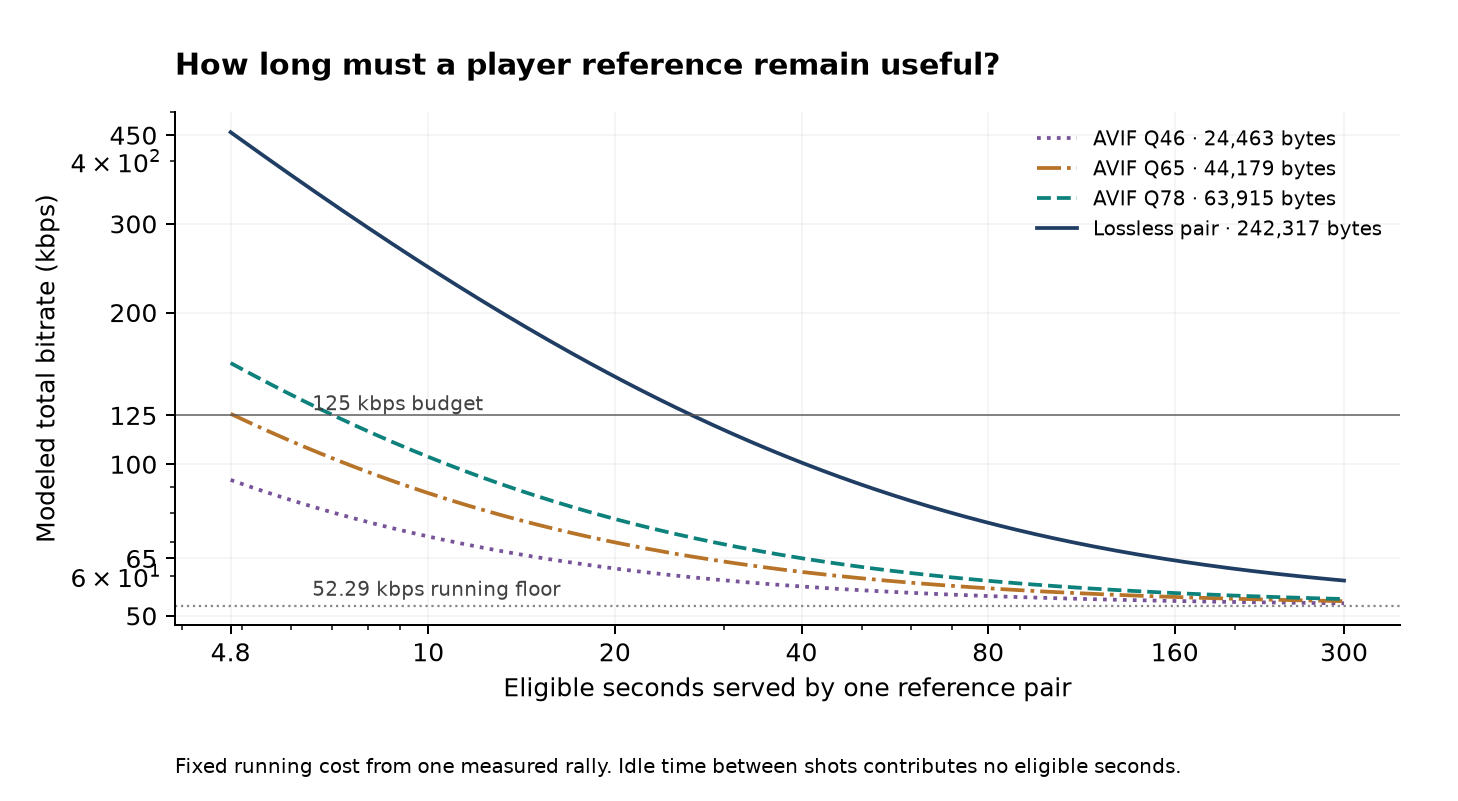 How long must a player reference remain useful?
Modeled total bitrate (kbps)
450
4 × 10²
300
200
125
100
65
6 × 10¹
50
AVIF Q46 · 24,463 bytes
AVIF Q65 · 44,179 bytes
AVIF Q78 · 63,915 bytes
Lossless pair · 242,317 bytes
125 kbps budget
52.29 kbps running floor
4.8 10 20 40 80 160 300
Eligible seconds served by one reference pair
Fixed running cost from one measured rally. Idle time between shots contributes no eligible seconds.